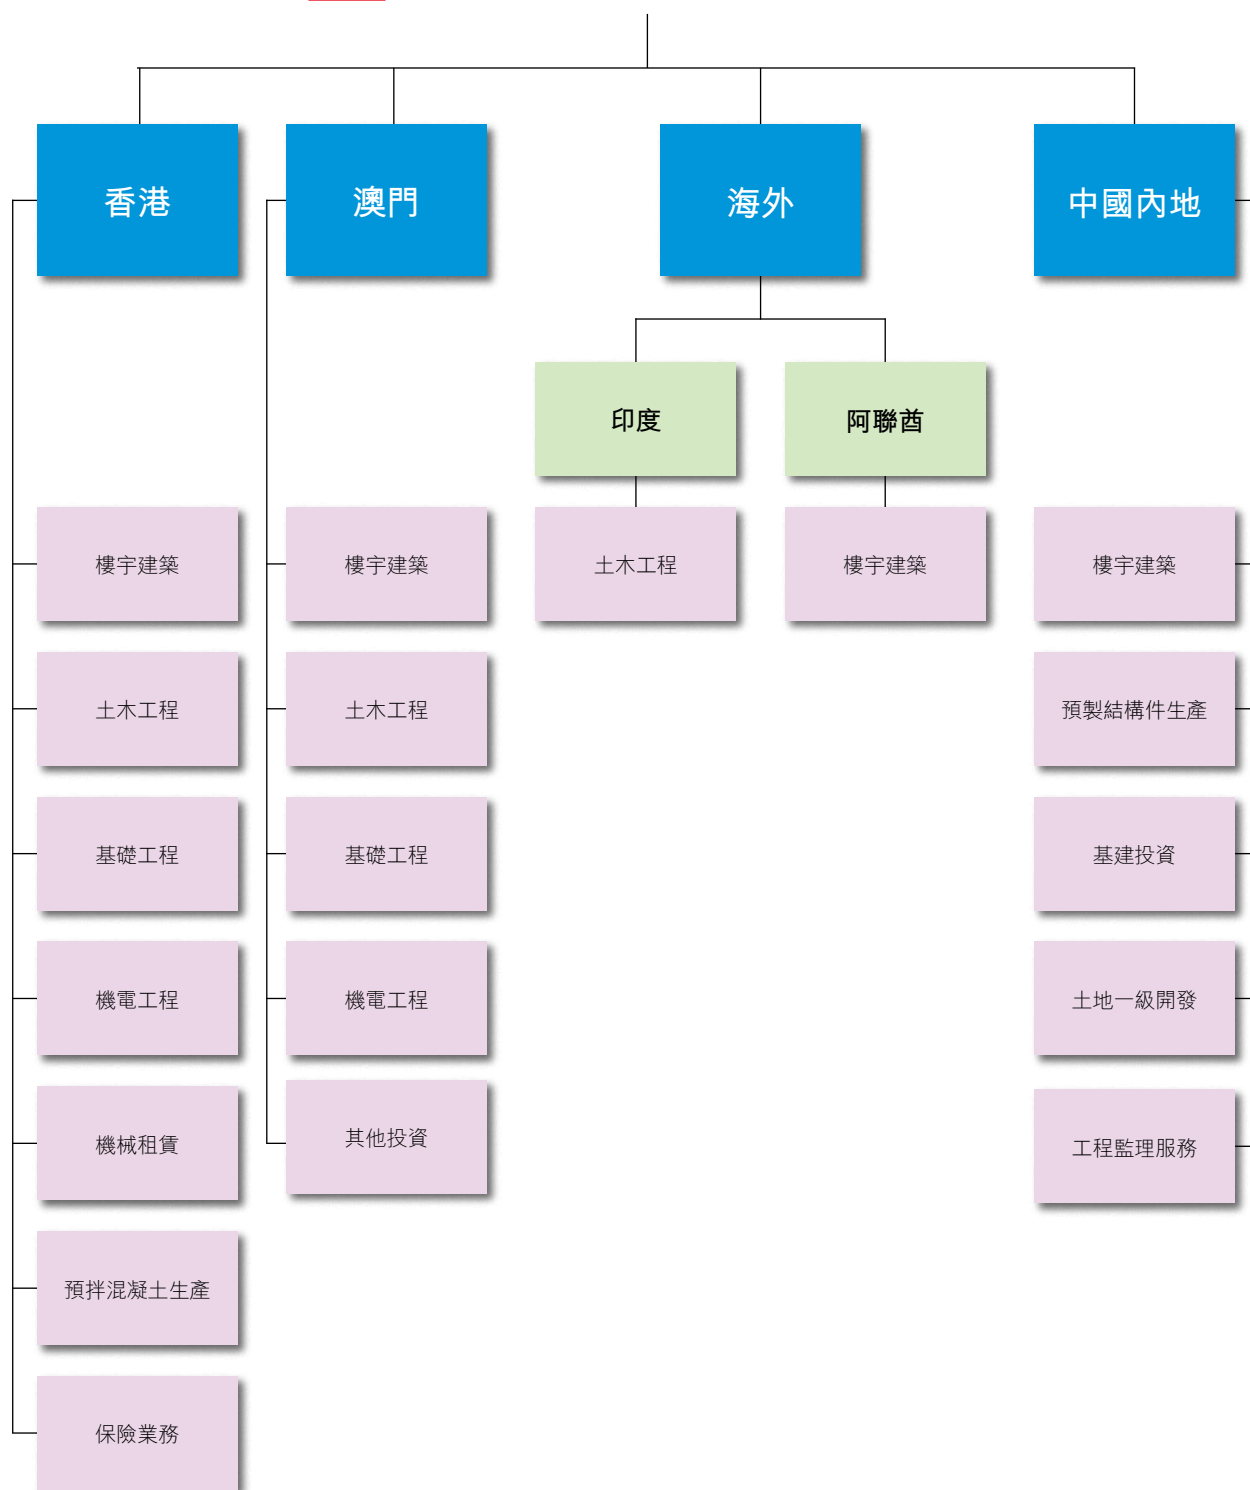 香港
澳門
海外
中國內地
印度
阿聯酋
樓宇建築
樓宇建築
土木工程
樓宇建築
樓宇建築
土木工程
土木工程
預製結構件生產
基礎工程
基礎工程
基建投資
機電工程
機電工程
土地一級開發
機械租賃
其他投資
工程監理服務
預拌混凝土生產
保險業務